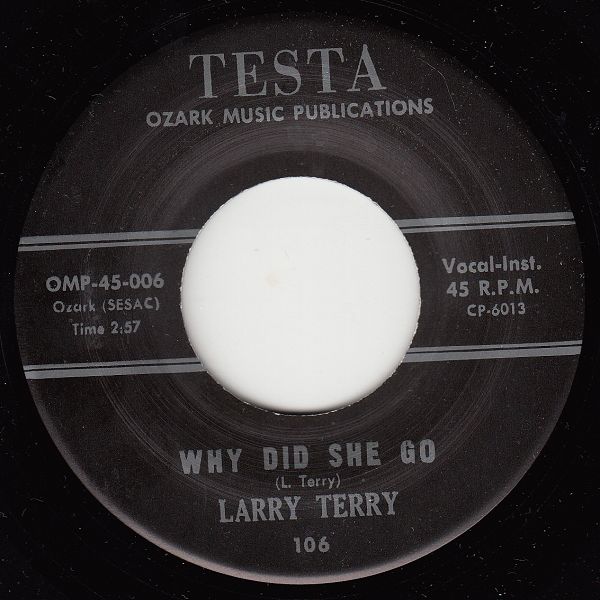 TESTA
OZARK MUSIC PUBLICATIONS
OMP-45-006
Ozark (SESAC)
Time 2:57
Vocal-Inst.
45 R.P.M.
CP-6013
WHY DID SHE GO
(L. Terry)
LARRY TERRY
106